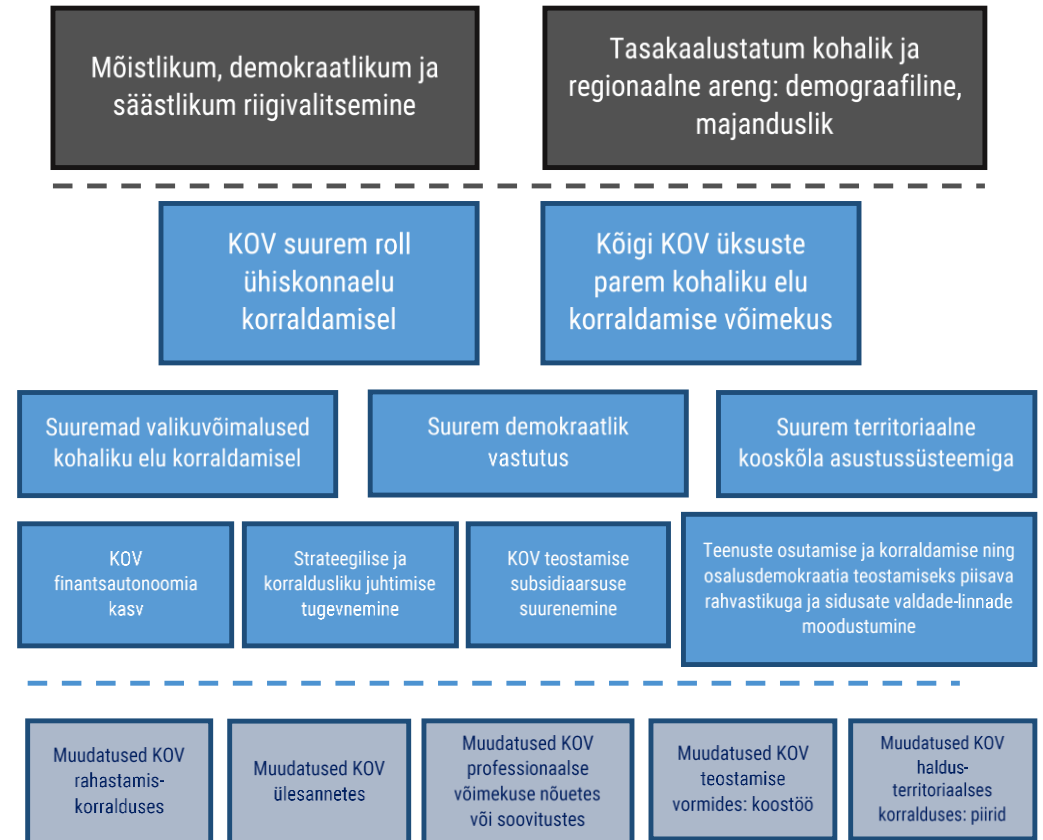 Mõistlikum, demokraatlikum ja
säästlikum riigivalitsemine
Tasakaalustatum kohalik ja
regionaalne areng: demograafiline,
majanduslik
KOV suurem roll
ühiskonnaelu
korraldamisel
Kõigi KOV üksuste
parem kohaliku elu
korraldamise võimekus
Suuremad valikuvõimalused
kohaliku elu korraldamisel
Suurem demokraatlik
vastutus
Suurem territoriaalne
kooskõla asustussüsteemiga
KOV
finantsautonoomia
kasv
Strateegilise ja
korraldusliku juhtimise
tugevnemine
KOV teostamise
subsidiaarsuse
suurenemine
Teenuste osutamise ja korraldamise ning
osalusdemokraatia teostamiseks piisava
rahvastikuga ja sidusate valdade-linnade
moodustumine
Muudatused KOV
rahastamis-
korralduses
Muudatused KOV
ülesannetes
Muudatused KOV
professionaalse
võimekuse nõuetes
või soovitustes
Muudatused KOV
teostamise
vormides: koostöö
Muudatused KOV
haldus-
territoriaalses
korralduses: piirid